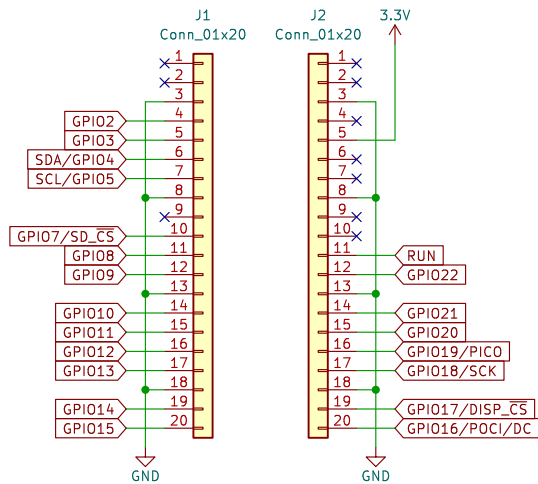 J1
Conn_01x20
1
2
3
GPIO2 4
GPIO3 5
SDA/GPIO4 6
SCL/GPIO5 7
8
9
GPIO7/SD_CS 10
GPIO8 11
GPIO9 12
13
GPIO10 14
GPIO11 15
GPIO12 16
GPIO13 17
18
GPIO14 19
GPIO15 20
GND
J2
Conn_01x20
3.3V
1
2
3
4
5
6
7
8
9
10
11 RUN
12 GPIO22
13
14 GPIO21
15 GPIO20
16 GPIO19/PICO
17 GPIO18/SCK
18
19 GPIO17/DISP_CS
20 GPIO16/POCI/DC
GND